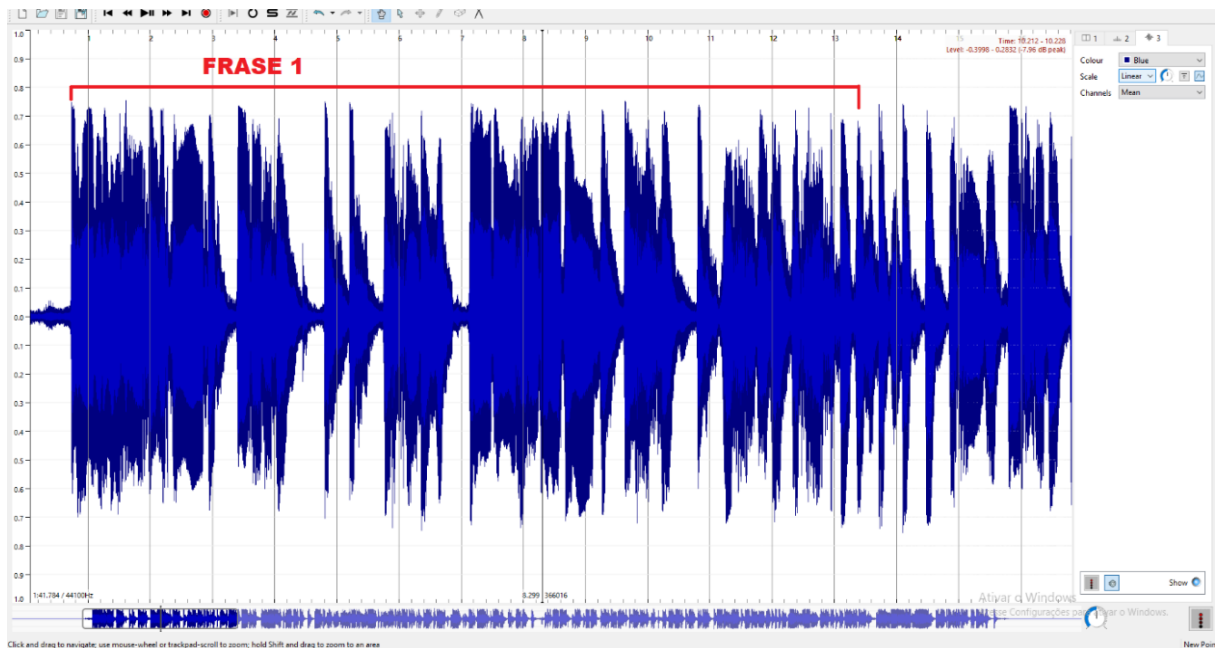 1.0
1 2 3 4 5 6 7 8 9 10 11 12 13 14 15 16
Time: 10.212 - 10.226
Level: -0.3998 - 0.2832 (-7.96 dB peak)
FRASE 1
0.9
0.8
0.7
0.6
0.5
0.4
0.3
0.2
0.1
0.0
0.1
0.2
0.3
0.4
0.5
0.6
0.7
0.8
0.9
1.0
1:41.784 / 44100Hz
8.299 366016
1 2 3
Colour Blue
Scale Linear
Channels Mean
Show
Ativar o Windows
Configurações para ativar o Windows.
Click and drag to navigate; use mouse-wheel or trackpad-scroll to zoom; hold Shift and drag to zoom to an area
New Poin